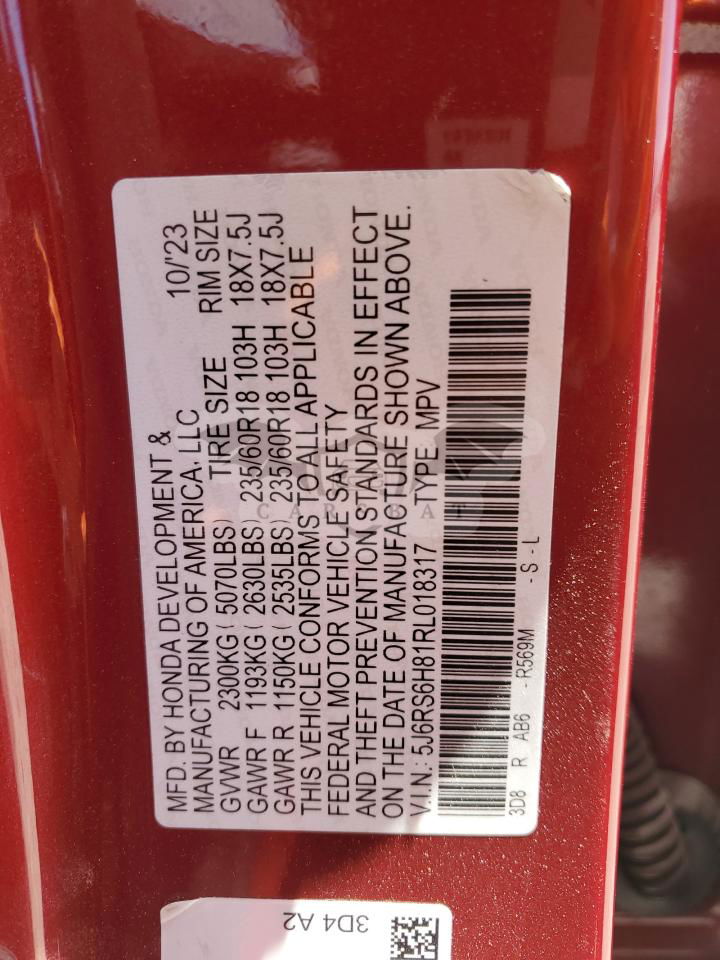 MFD. BY HONDA DEVELOPMENT &
MANUFACTURING OF AMERICA, LLC 10/'23
GVWR 2300KG ( 5070LBS) TIRE SIZE RIM SIZE
GAWR F 1193KG ( 2630LBS) 235/60R18 103H 18X7.5J
GAWR R 1150KG ( 2535LBS) 235/60R18 103H 18X7.5J
THIS VEHICLE CONFORMS TO ALL APPLICABLE
FEDERAL MOTOR VEHICLE SAFETY
AND THEFT PREVENTION STANDARDS IN EFFECT
ON THE DATE OF MANUFACTURE SHOWN ABOVE.
V.I.N.: 5J6RS6H81RL018317 TYPE MPV
3D8 R AB6 - R569M - S - L
3D4 A2
CAR BAT